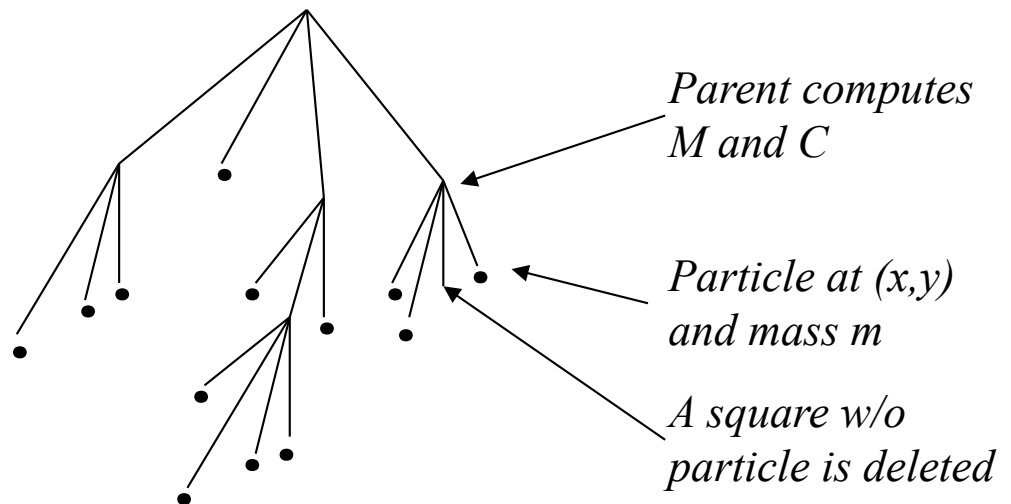 Parent computes
M and C
Particle at (x,y)
and mass m
A square w/o
particle is deleted